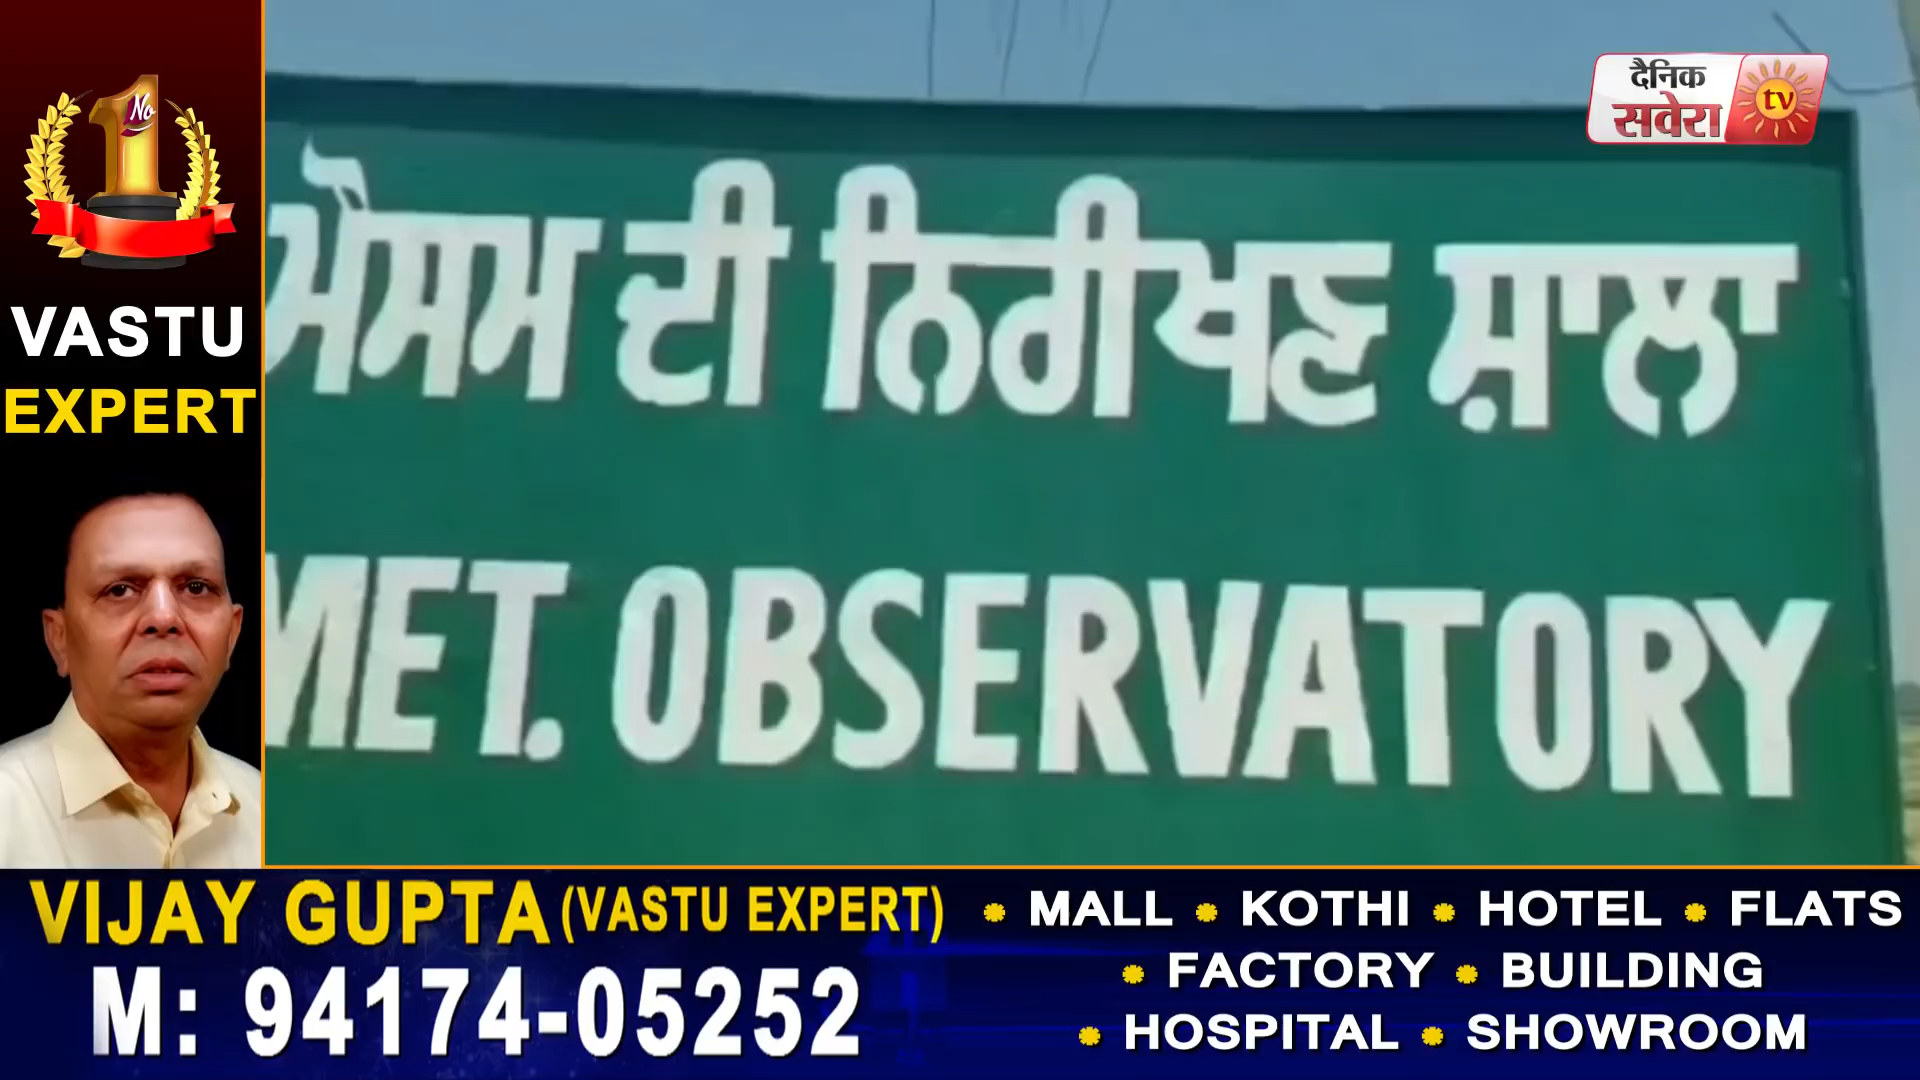 No
1
VASTU
EXPERT
दैनिक
सवेरा
tv
ਮੌਸਮ ਦੀ ਨਿਰੀਖਣ ਸ਼ਾਲਾ
MET. OBSERVATORY
VIJAY GUPTA (VASTU EXPERT)
M: 94174-05252
MALL KOTHI HOTEL FLATS
FACTORY BUILDING
HOSPITAL SHOWROOM